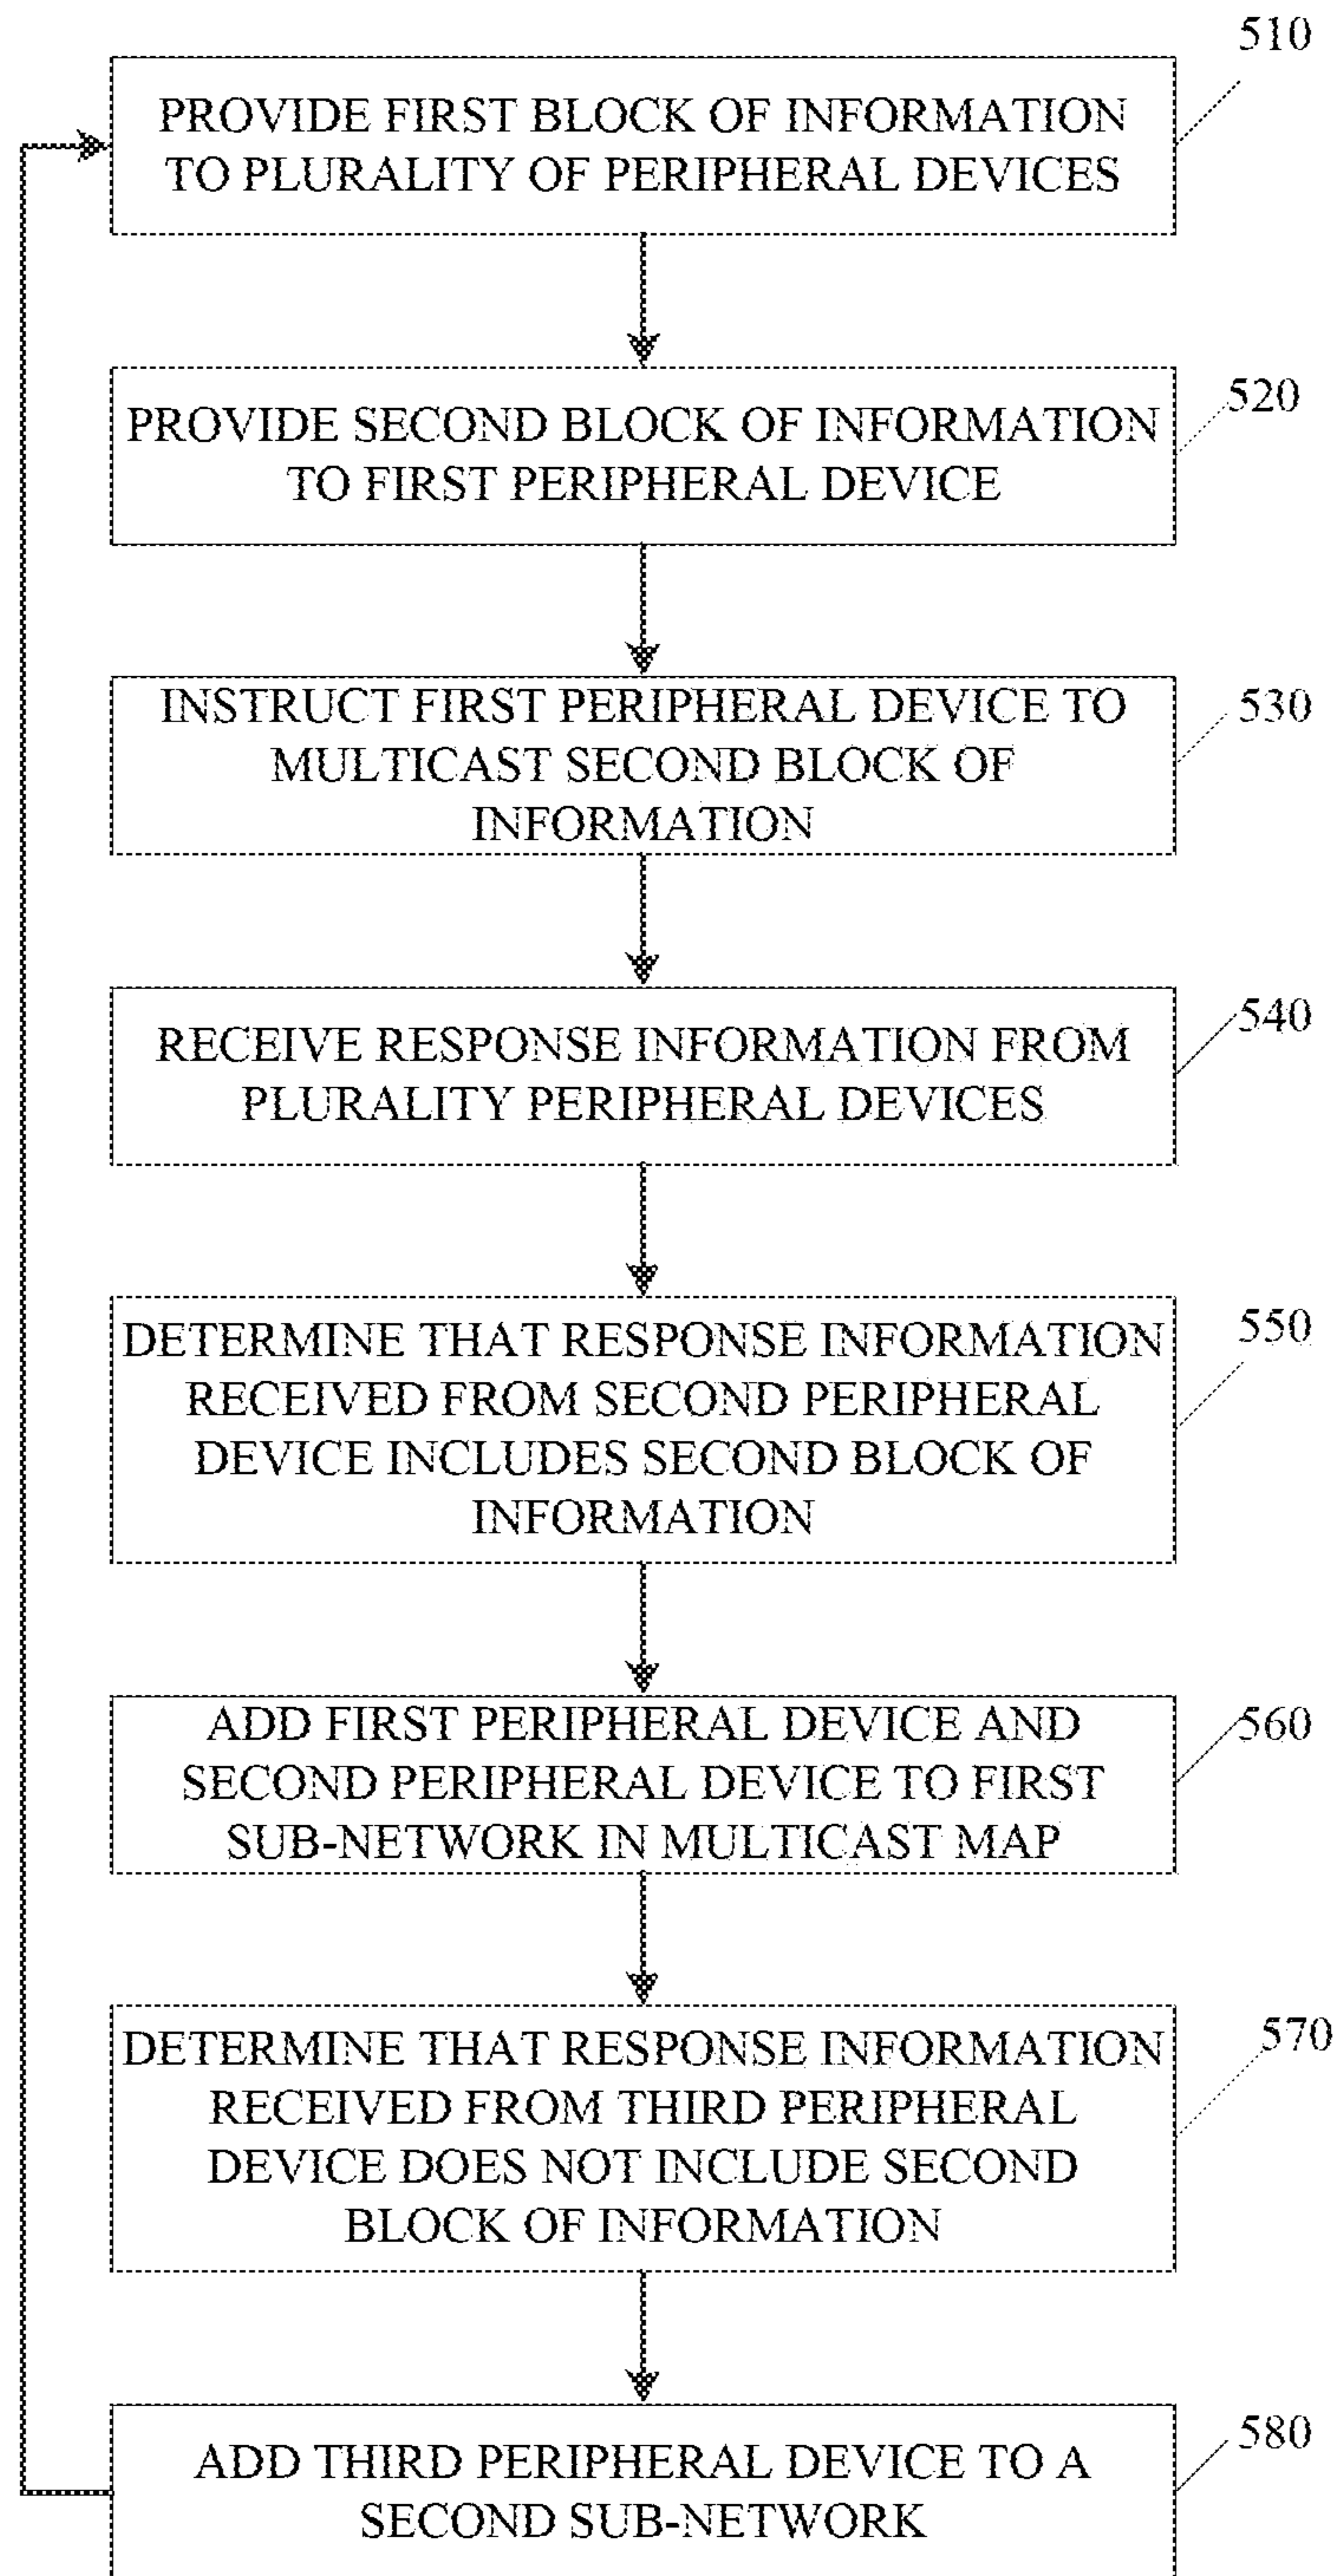 510
PROVIDE FIRST BLOCK OF INFORMATION
TO PLURALITY OF PERIPHERAL DEVICES
520
PROVIDE SECOND BLOCK OF INFORMATION
TO FIRST PERIPHERAL DEVICE
530
INSTRUCT FIRST PERIPHERAL DEVICE TO
MULTICAST SECOND BLOCK OF
INFORMATION
540
RECEIVE RESPONSE INFORMATION FROM
PLURALITY PERIPHERAL DEVICES
550
DETERMINE THAT RESPONSE INFORMATION
RECEIVED FROM SECOND PERIPHERAL
DEVICE INCLUDES SECOND BLOCK OF
INFORMATION
560
ADD FIRST PERIPHERAL DEVICE AND
SECOND PERIPHERAL DEVICE TO FIRST
SUB-NETWORK IN MULTICAST MAP
570
DETERMINE THAT RESPONSE INFORMATION
RECEIVED FROM THIRD PERIPHERAL
DEVICE DOES NOT INCLUDE SECOND
BLOCK OF INFORMATION
580
ADD THIRD PERIPHERAL DEVICE TO A
SECOND SUB-NETWORK